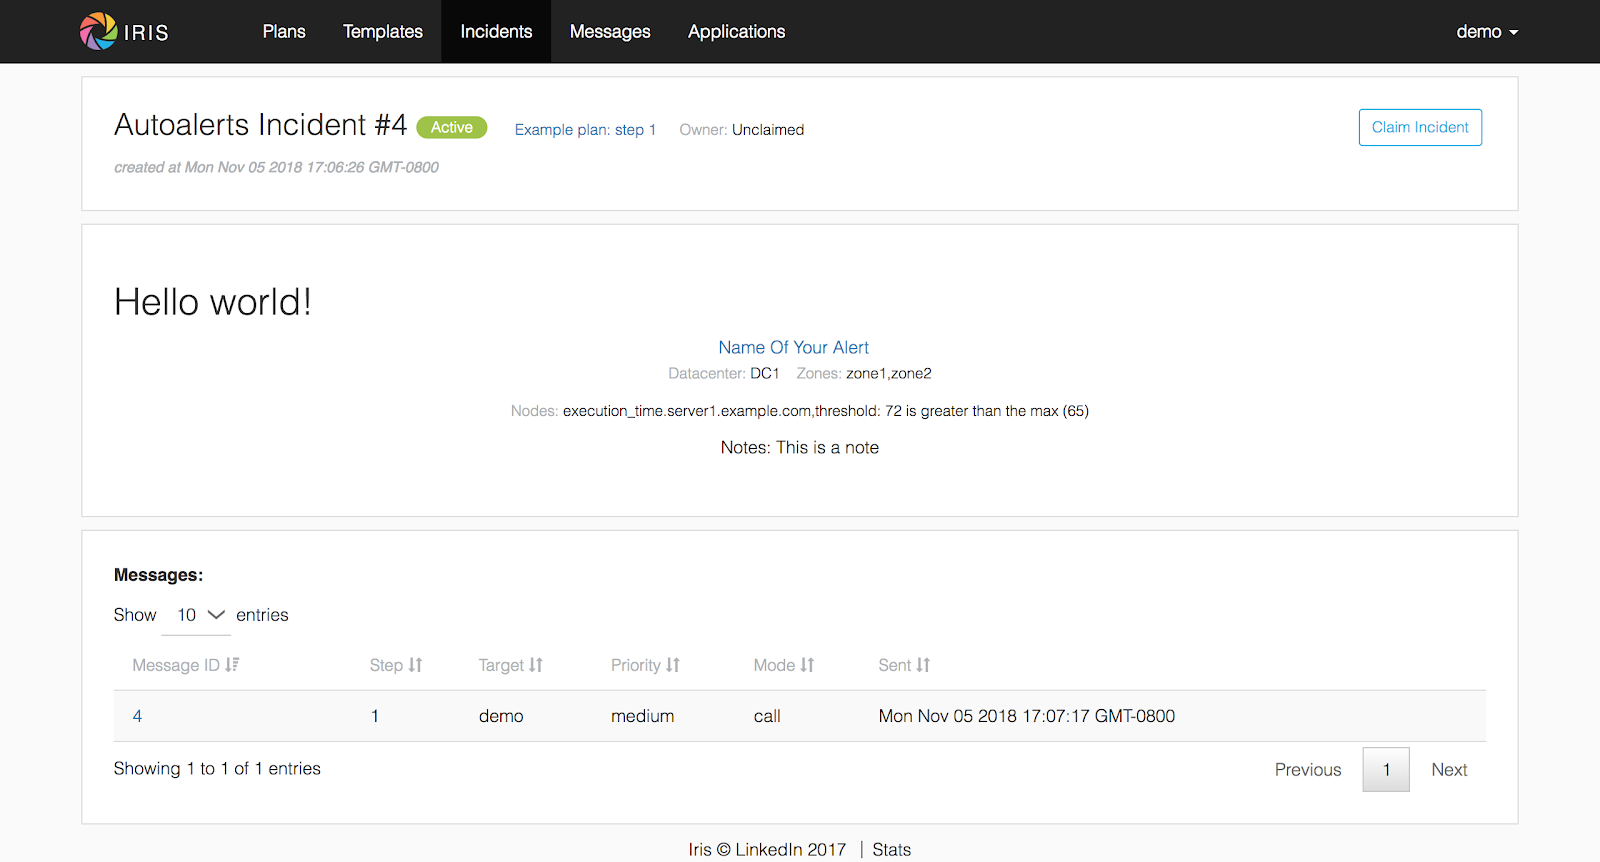 IRIS Plans Templates Incidents Messages Applications demo
Autoalerts Incident #4 Active Example plan: step 1 Owner: Unclaimed Claim Incident
created at Mon Nov 05 2018 17:06:26 GMT-0800
Hello world!
Name Of Your Alert
Datacenter: DC1 Zones: zone1,zone2
Nodes: execution_time.server1.example.com,threshold: 72 is greater than the max (65)
Notes: This is a note
Messages:
Show 10 entries
Message ID Step Target Priority Mode Sent
4 1 demo medium call Mon Nov 05 2018 17:07:17 GMT-0800
Showing 1 to 1 of 1 entries Previous 1 Next
Iris © LinkedIn 2017 | Stats